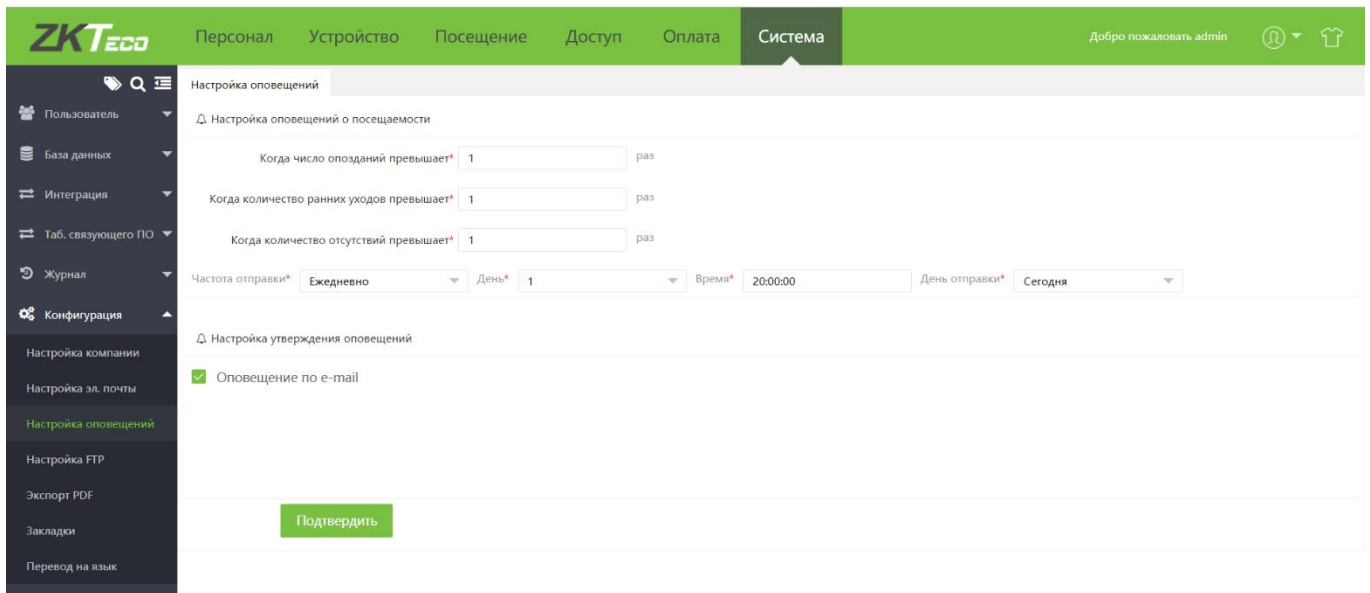 ZKTeco
Персонал Устройство Посещение Доступ Оплата Система Добро пожаловать admin
Настройка оповещений
Пользователь
База данных
Интеграция
Таб. связующего ПО
Журнал
Конфигурация
Настройка компании
Настройка эл. почты
Настройка оповещений
Настройка FTP
Экспорт PDF
Закладки
Перевод на язык
Настройка оповещений о посещаемости
Когда число опозданий превышает* 1 раз
Когда количество ранних уходов превышает* 1 раз
Когда количество отсутствий превышает* 1 раз
Частота отправки* Ежедневно День* 1 Время* 20:00:00 День отправки* Сегодня
Настройка утверждения оповещений
Оповещение по e-mail
Подтвердить